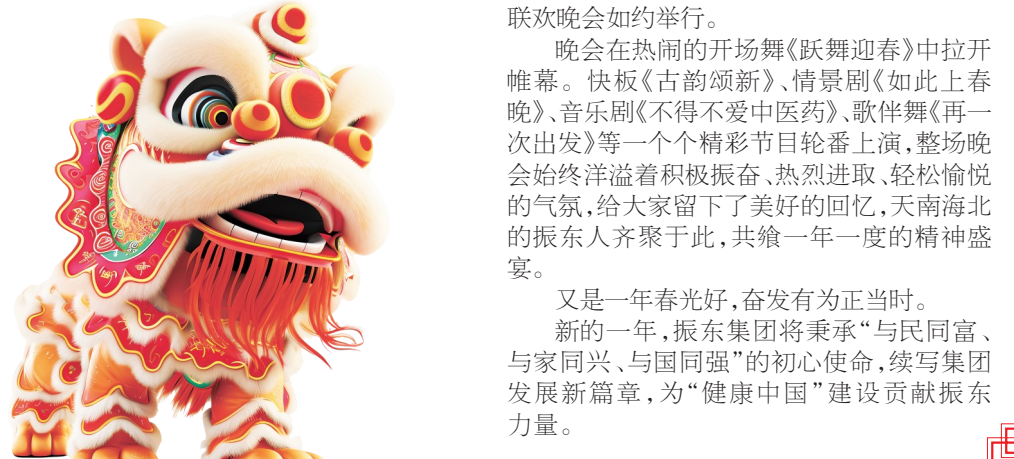 联欢晚会如约举行。
晚会在热闹的开场舞《跃舞迎春》中拉开
帷幕。快板《古韵颂新》、情景剧《如此上春
晚》、音乐剧《不得不爱中医药》、歌伴舞《再一
次出发》等一个个精彩节目轮番上演,整场晚
会始终洋溢着积极振奋、热烈进取、轻松愉悦
的气氛,给大家留下了美好的回忆,天南海北
的振东人齐聚于此,共飨一年一度的精神盛
宴。
又是一年春光好,奋发有为正当时。
新的一年,振东集团将秉承“与民同富、
与家同兴、与国同强”的初心使命,续写集团
发展新篇章,为“健康中国”建设贡献振东
力量。